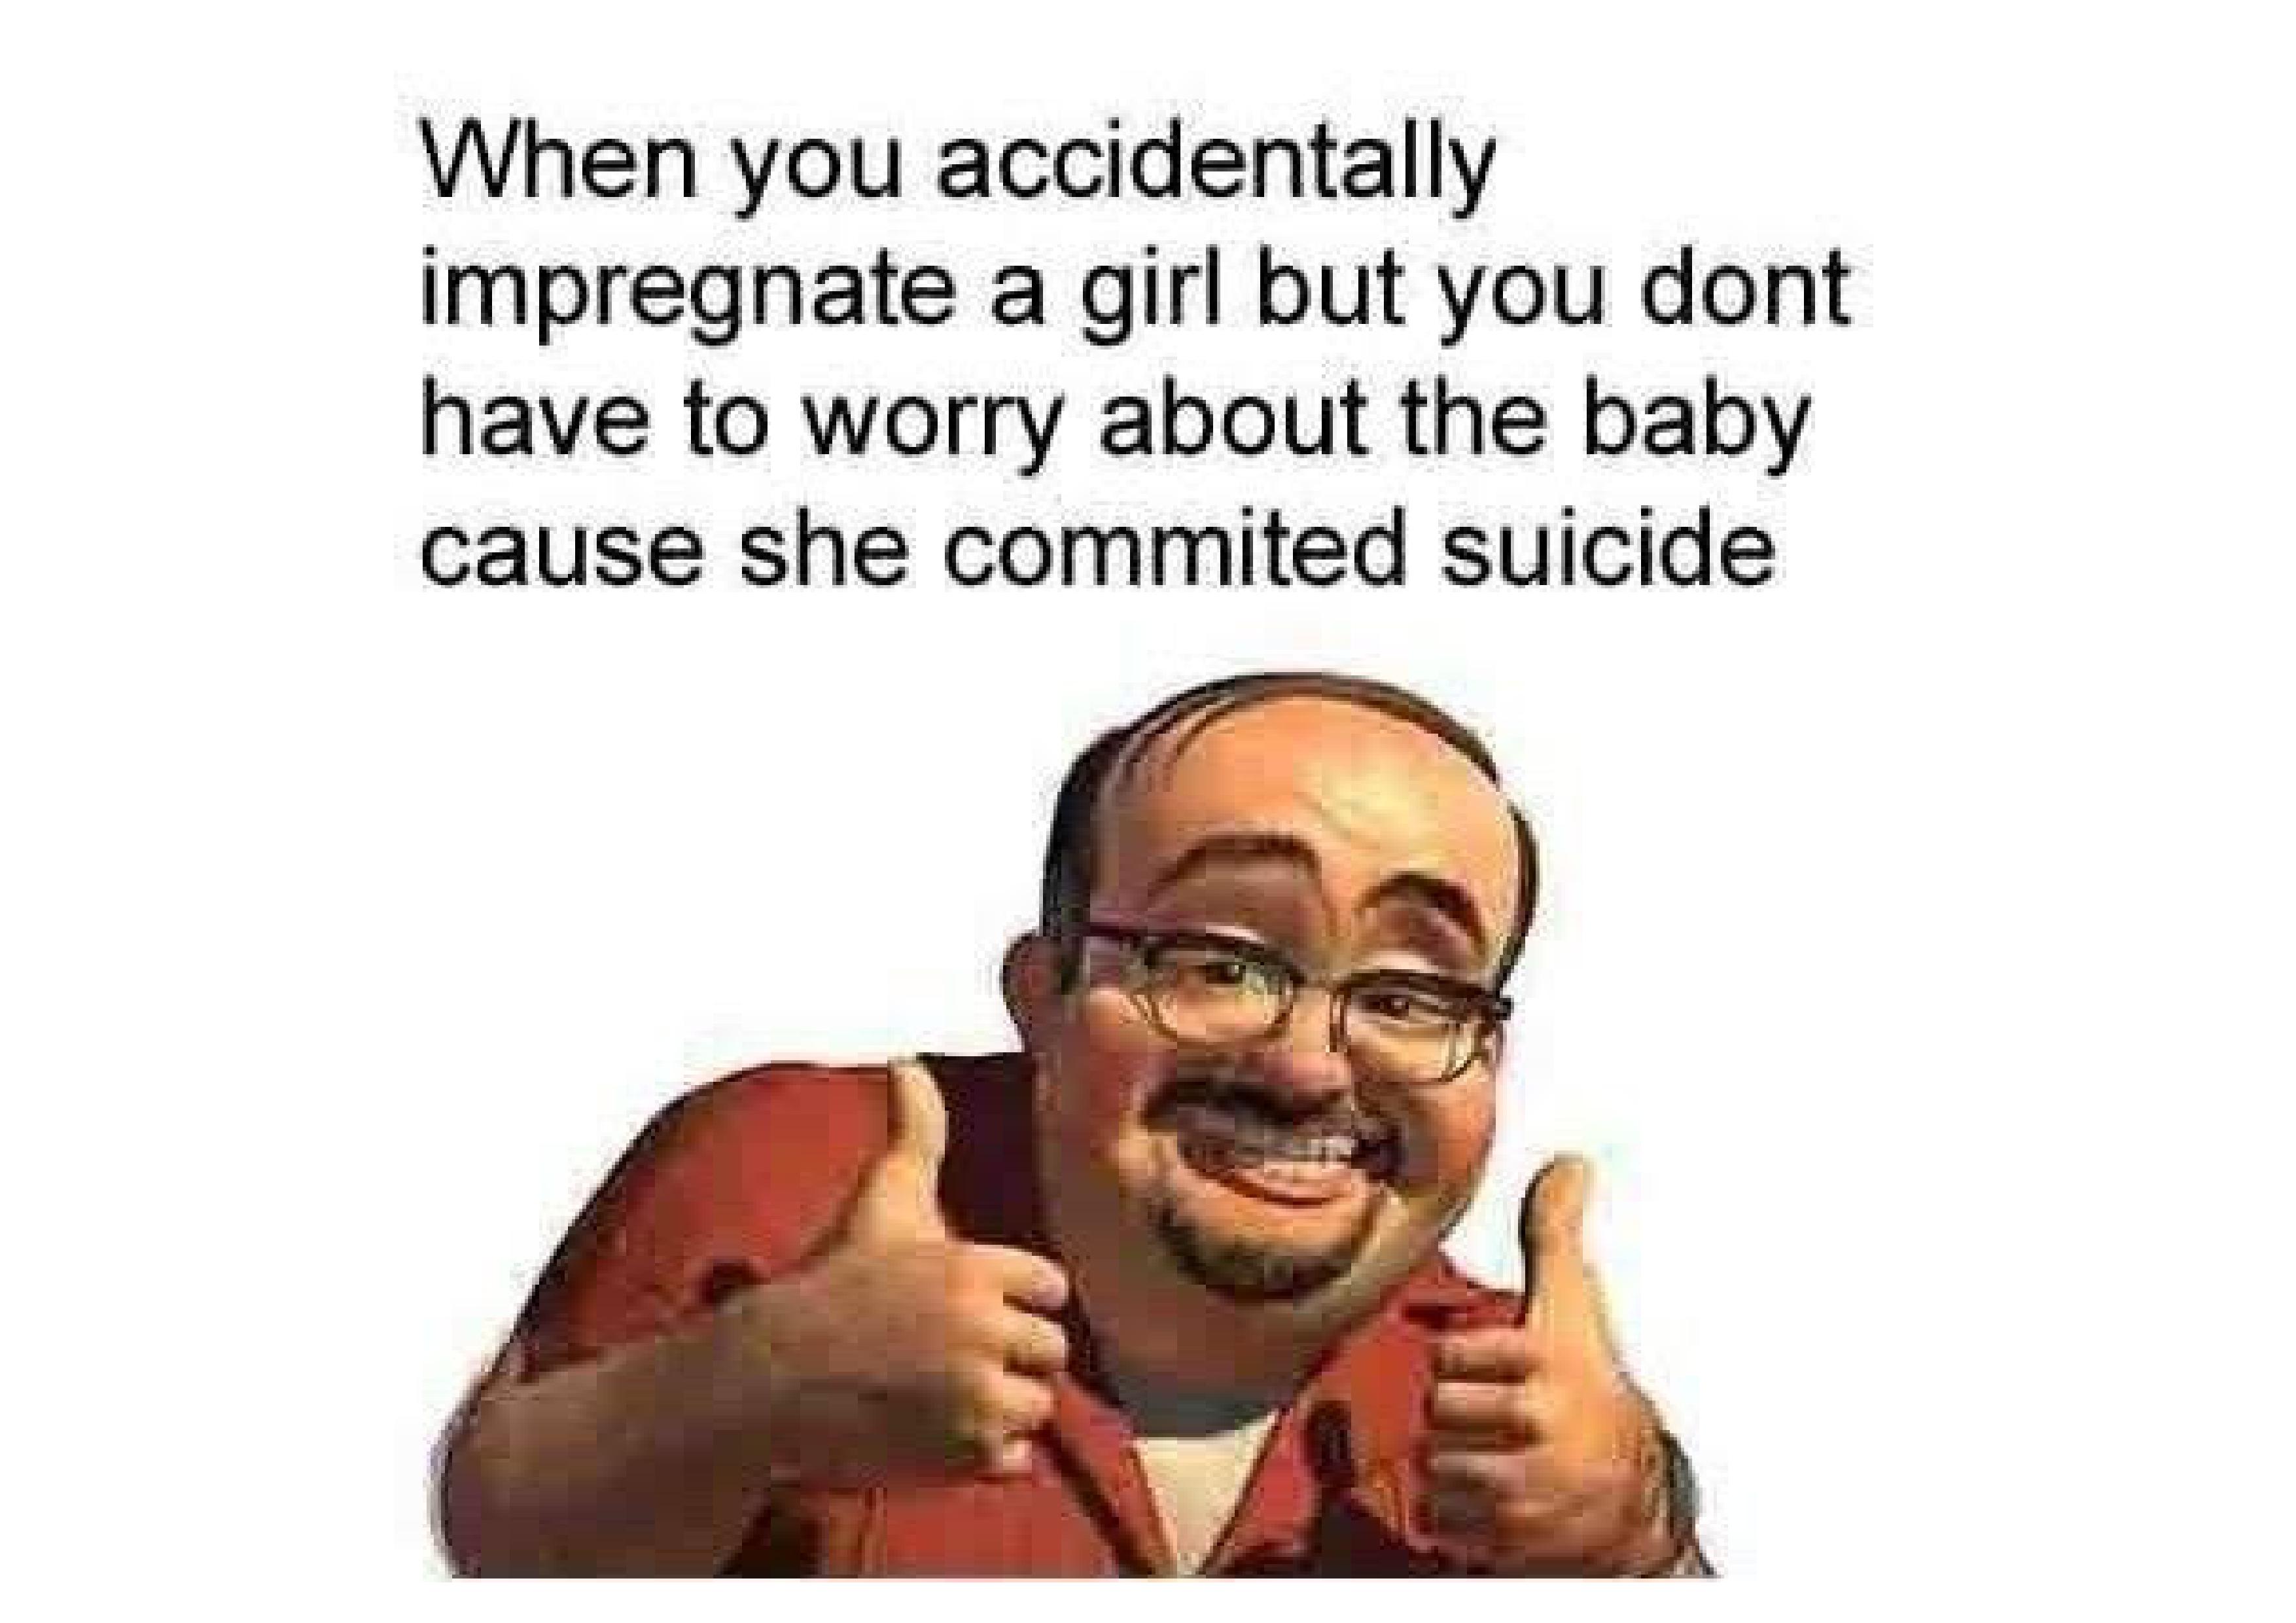 When you accidentally
impregnate a girl but you dont
have to worry about the baby
cause she commited suicide